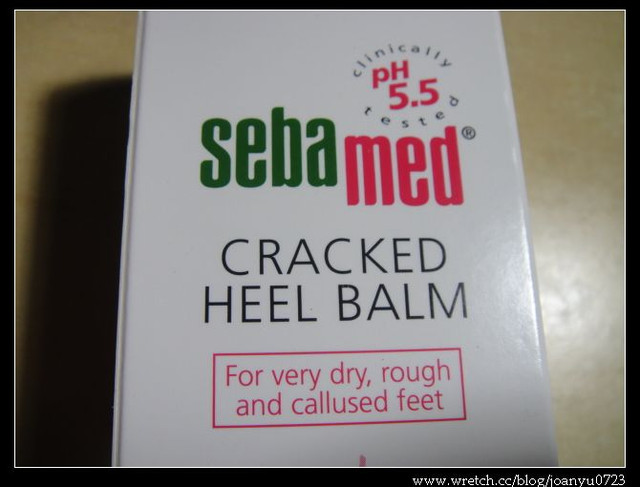 clinically
pH
5.5
tested
sebamed®
CRACKED
HEEL BALM
For very dry, rough
and callused feet
www.wretch.cc/blog/joanyu0723